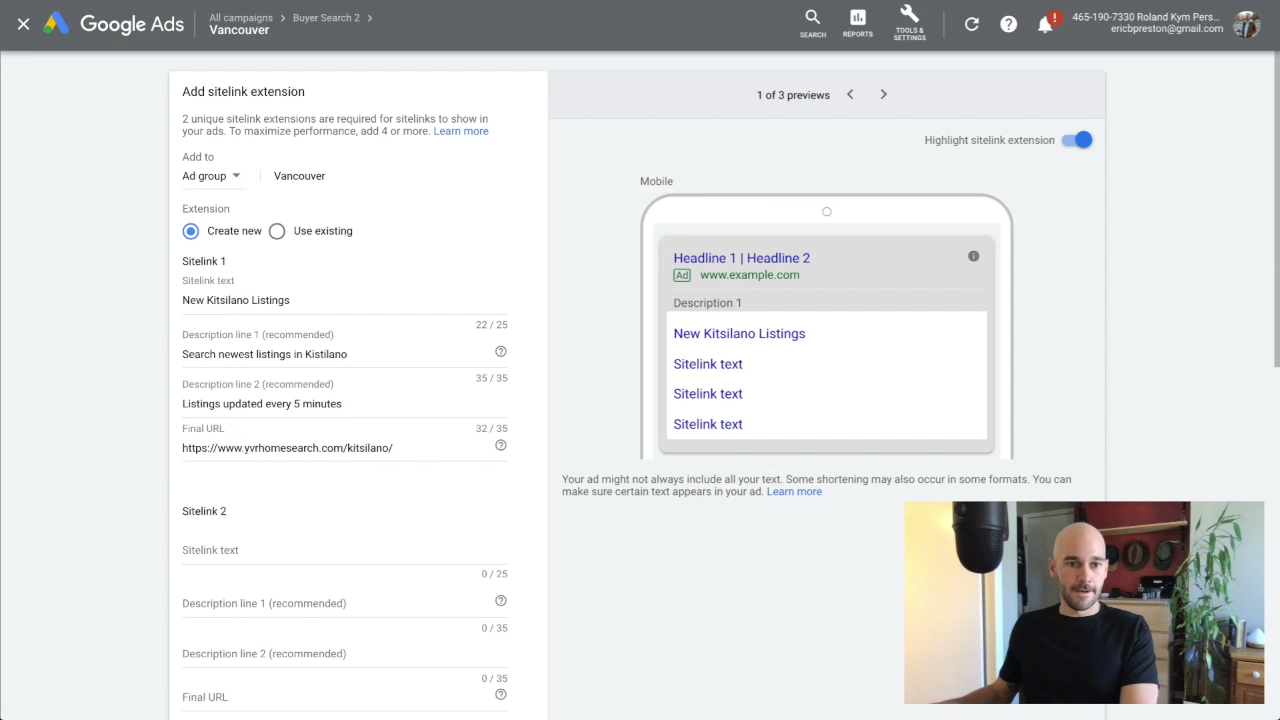 Google Ads
All campaigns > Buyer Search 2 >
Vancouver
SEARCH
REPORTS
TOOLS & SETTINGS
465-190-7330 Roland Kym Pers...
ericbpreston@gmail.com
Add sitelink extension
2 unique sitelink extensions are required for sitelinks to show in
your ads. To maximize performance, add 4 or more. Learn more
Add to
Ad group
Vancouver
Extension
Create new
Use existing
Sitelink 1
Sitelink text
New Kitsilano Listings
22 / 25
Description line 1 (recommended)
Search newest listings in Kistilano
35 / 35
Description line 2 (recommended)
Listings updated every 5 minutes
32 / 35
Final URL
https://www.yvrhomesearch.com/kitsilano/
Sitelink 2
Sitelink text
0 / 25
Description line 1 (recommended)
0 / 35
Description line 2 (recommended)
0 / 35
Final URL
1 of 3 previews
Highlight sitelink extension
Mobile
Headline 1 | Headline 2
Ad www.example.com
Description 1
New Kitsilano Listings
Sitelink text
Sitelink text
Sitelink text
Your ad might not always include all your text. Some shortening may also occur in some formats. You can
make sure certain text appears in your ad. Learn more